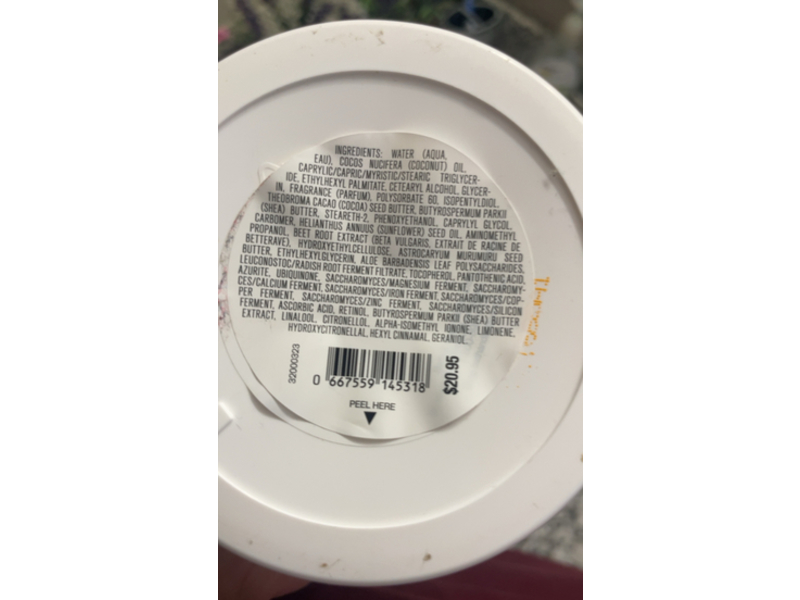 INGREDIENTS: WATER (AQUA,
EAU), COCOS NUCIFERA (COCONUT) OIL,
CAPRYLIC/CAPRIC/MYRISTIC/STEARIC TRIGLYCER-
IDE, ETHYLHEXYL PALMITATE, CETEARYL ALCOHOL, GLYCER-
IN, FRAGRANCE (PARFUM), POLYSORBATE 60, ISOPENTYLDIOL,
THEOBROMA CACAO (COCOA) SEED BUTTER, BUTYROSPERMUM PARKII
(SHEA) BUTTER, STEARETH-2, PHENOXYETHANOL, CAPRYLYL GLYCOL,
CARBOMER, HELIANTHUS ANNUUS (SUNFLOWER) SEED OIL, AMINOMETHYL
PROPANOL, BEET ROOT EXTRACT (BETA VULGARIS, EXTRAIT DE RACINE DE
BETTERAVE), HYDROXYETHYLCELLULOSE, ASTROCARYUM MURUMURU SEED
BUTTER, ETHYLHEXYLGLYCERIN, ALOE BARBADENSIS LEAF POLYSACCHARIDES,
LEUCONOSTOC/RADISH ROOT FERMENT FILTRATE, TOCOPHEROL, PANTOTHENIC ACID,
AZURITE, UBIQUINONE, SACCHAROMYCES/MAGNESIUM FERMENT, SACCHAROMY-
CES/CALCIUM FERMENT, SACCHAROMYCES/IRON FERMENT, SACCHAROMYCES/COP-
PER FERMENT, SACCHAROMYCES/ZINC FERMENT, SACCHAROMYCES/SILICON
FERMENT, ASCORBIC ACID, RETINOL, BUTYROSPERMUM PARKII (SHEA) BUTTER
EXTRACT, LINALOOL, CITRONELLOL, ALPHA-ISOMETHYL IONONE, LIMONENE,
HYDROXYCITRONELLAL, HEXYL CINNAMAL, GERANIOL.
32000323
0 667559 145318
$20.95
PEEL HERE